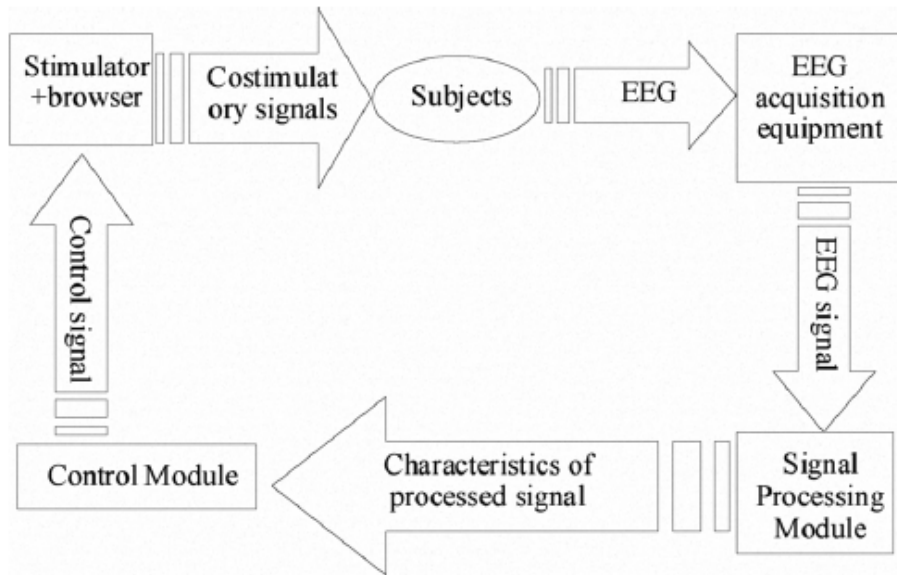 Stimulator
+browser
Costimulat
ory signals
Subjects
EEG
EEG
acquisition
equipment
EEG signal
Signal
Processing
Module
Characteristics of
processed signal
Control Module
Control signal